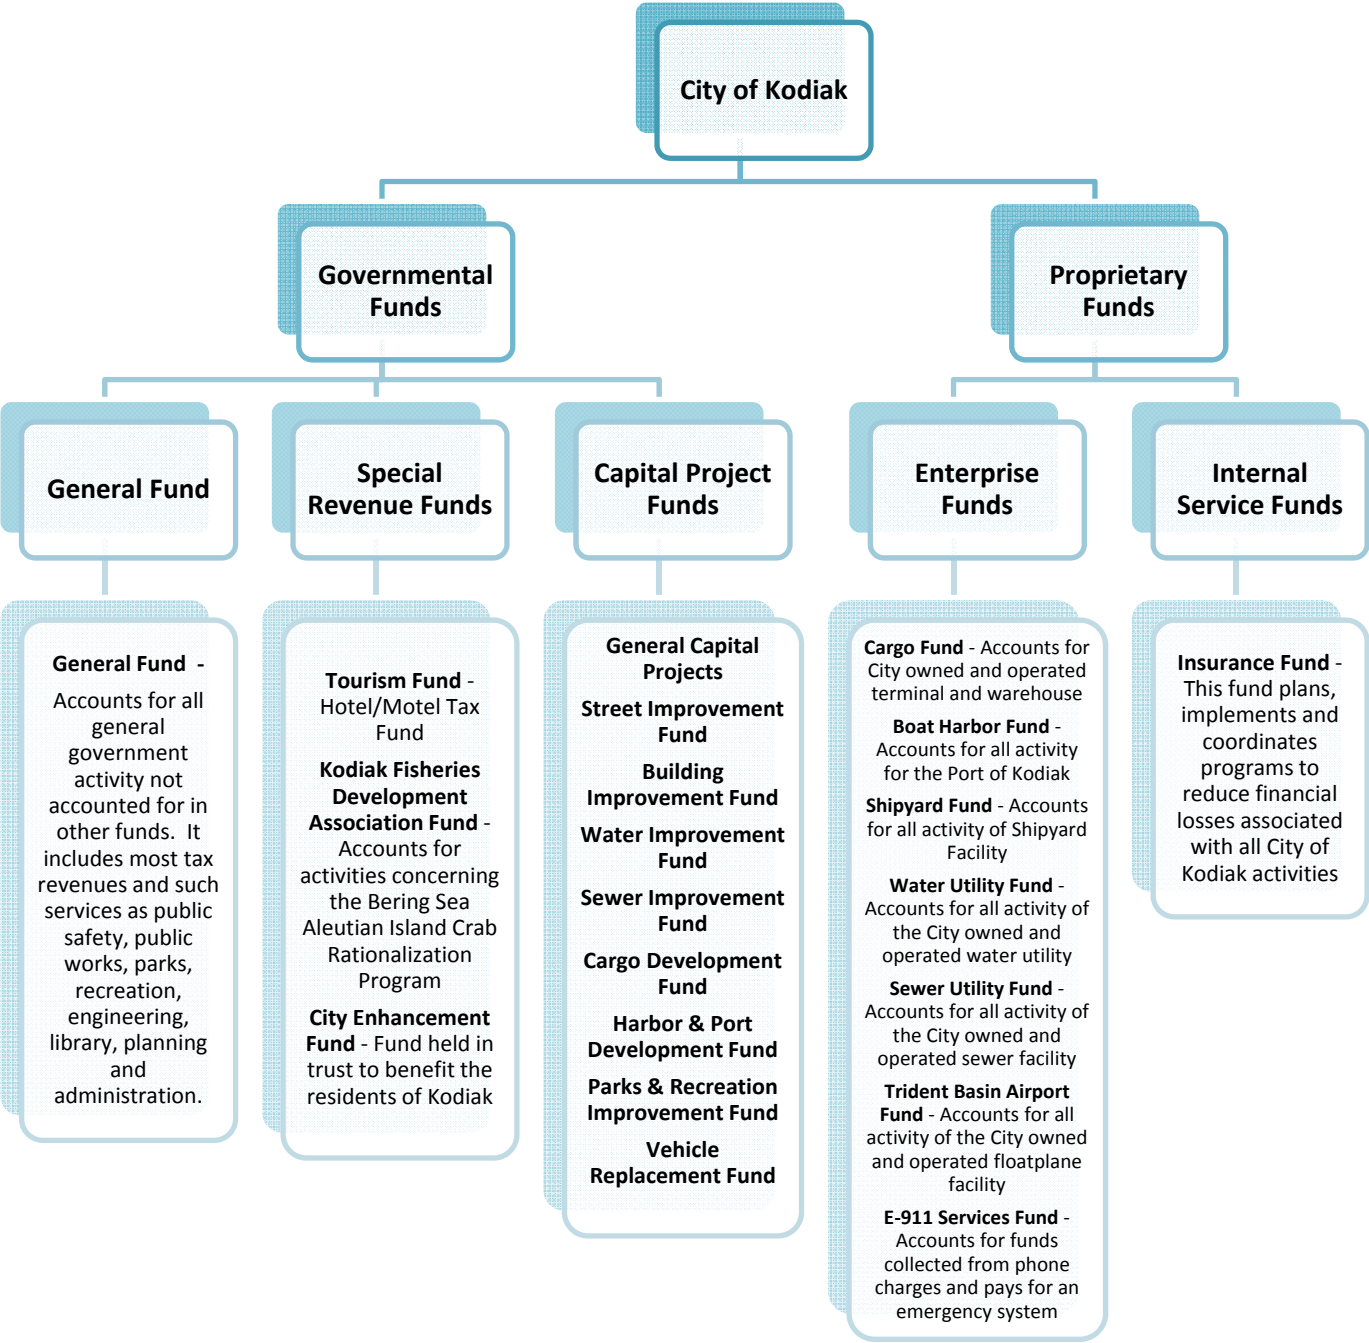 City of Kodiak
Governmental
Funds
Proprietary
Funds
General Fund
Special
Revenue Funds
Capital Project
Funds
Enterprise
Funds
Internal
Service Funds
General Fund  -
Accounts for all
general
government
activity not
accounted for in
other funds.  It
includes most tax
revenues and such
services as public
safety, public
works, parks,
recreation,
engineering,
library, planning
and
administration.
Tourism Fund -
Hotel/Motel Tax
Fund
Kodiak Fisheries
Development
Association Fund -
Accounts for
activities concerning
the Bering Sea
Aleutian Island Crab
Rationalization
Program
City Enhancement
Fund - Fund held in
trust to benefit the
residents of Kodiak
General Capital
Projects
Street Improvement
Fund
Building
Improvement Fund
Water Improvement
Fund
Sewer Improvement
Fund
Cargo Development
Fund
Harbor & Port
Development Fund
Parks & Recreation
Improvement Fund
Vehicle
Replacement Fund
Cargo Fund - Accounts for
City owned and operated
terminal and warehouse
Boat Harbor Fund -
Accounts for all activity
for the Port of Kodiak
Shipyard Fund - Accounts
for all activity of Shipyard
Facility
Water Utility Fund -
Accounts for all activity of
the City owned and
operated water utility
Sewer Utility Fund -
Accounts for all activity of
the City owned and
operated sewer facility
Trident Basin Airport
Fund - Accounts for all
activity of the City owned
and operated floatplane
facility
E-911 Services Fund -
Accounts for funds
collected from phone
charges and pays for an
emergency system
Insurance Fund -
This fund plans,
implements and
coordinates
programs to
reduce financial
losses associated
with all City of
Kodiak activities